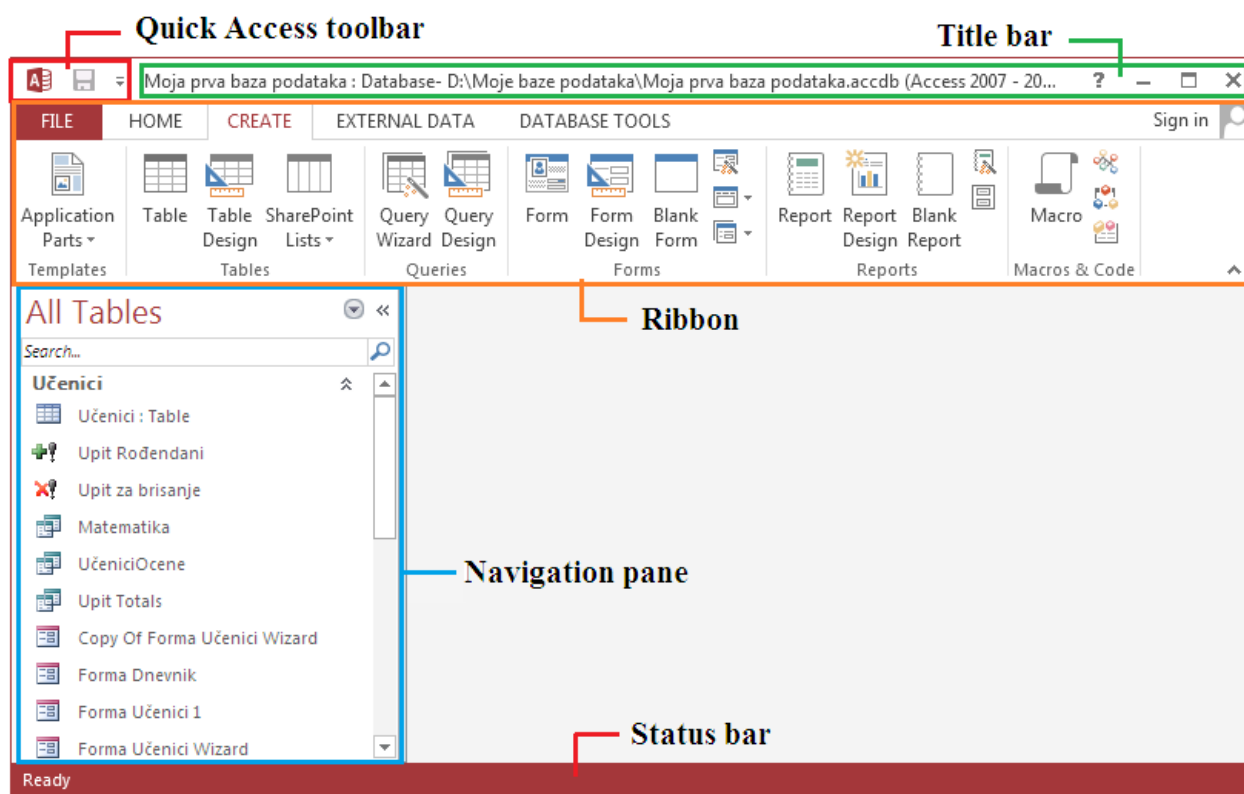 Quick Access toolbar
Title bar
Moja prva baza podataka : Database- D:\Moje baze podataka\Moja prva baza podataka.accdb (Access 2007 - 20...
FILE HOME CREATE EXTERNAL DATA DATABASE TOOLS Sign in
Application Parts
Table
Table Design
SharePoint Lists
Query Wizard
Query Design
Form
Form Design
Blank Form
Report
Report Design
Blank Report
Macro
Templates Tables Queries Forms Reports Macros & Code
Ribbon
All Tables
Search...
Učenici
Učenici : Table
Upit Rođendani
Upit za brisanje
Matematika
UčeniciOcene
Upit Totals
Copy Of Forma Učenici Wizard
Forma Dnevnik
Forma Učenici 1
Forma Učenici Wizard
Navigation pane
Status bar
Ready